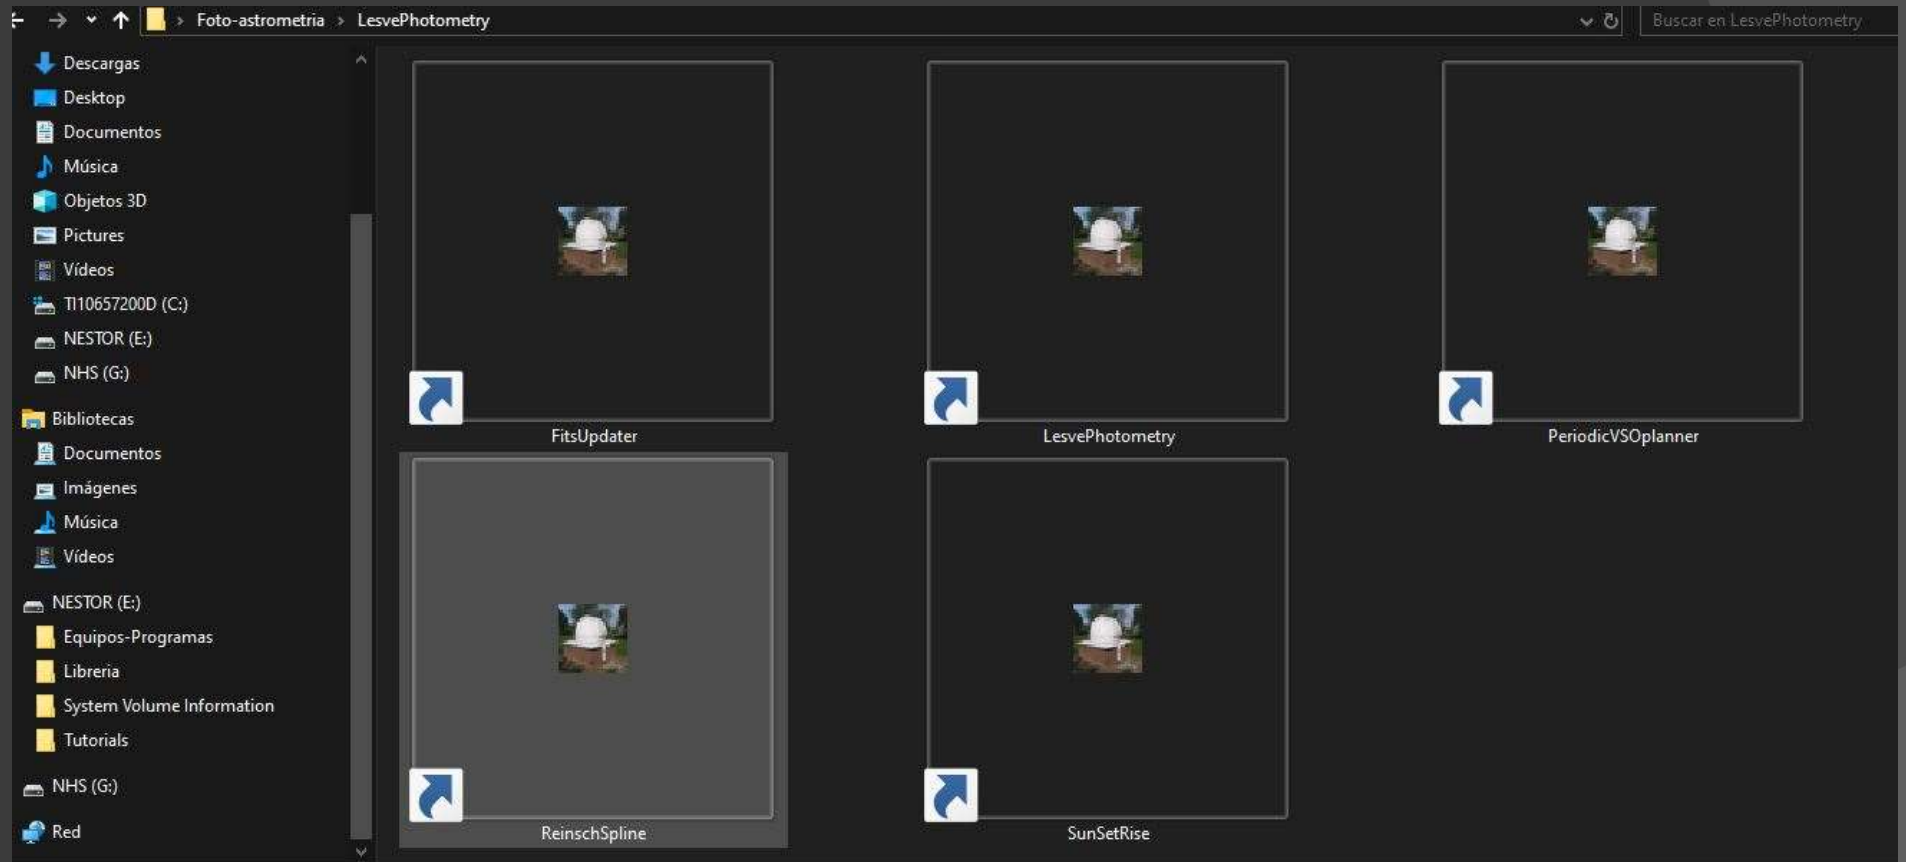 Foto-astrometria > LesvePhotometry
Buscar en LesvePhotometry
Descargas
Desktop
Documentos
Música
Objetos 3D
Pictures
Vídeos
TI10657200D (C:)
NESTOR (E:)
NHS (G:)
Bibliotecas
Documentos
Imágenes
Música
Vídeos
NESTOR (E:)
Equipos-Programas
Libreria
System Volume Information
Tutorials
NHS (G:)
Red
FitsUpdater
LesvePhotometry
PeriodicVSOplanner
ReinschSpline
SunSetRise